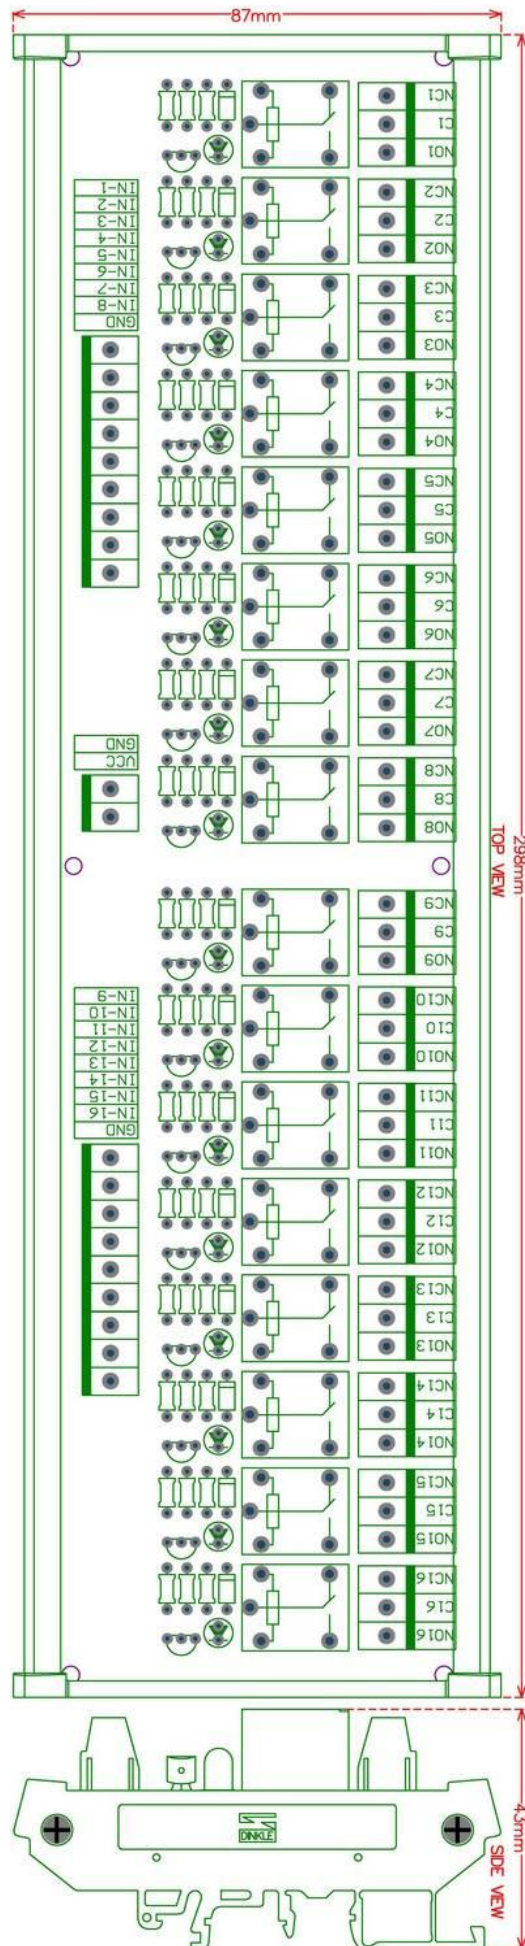 87mm
NC1
C1
NO1
NC2
C2
NO2
NC3
C3
NO3
NC4
C4
NO4
NC5
C5
NO5
NC6
C6
NO6
NC7
C7
NO7
NC8
C8
NO8
NC9
C9
NO9
NC10
C10
NO10
NC11
C11
NO11
NC12
C12
NO12
NC13
C13
NO13
NC14
C14
NO14
NC15
C15
NO15
NC16
C16
NO16
IN-1
IN-2
IN-3
IN-4
IN-5
IN-6
IN-7
IN-8
GND
GND
VCC
IN-9
IN-10
IN-11
IN-12
IN-13
IN-14
IN-15
IN-16
GND
TOP VIEW
298mm
DINKLE
43mm
SIDE VIEW